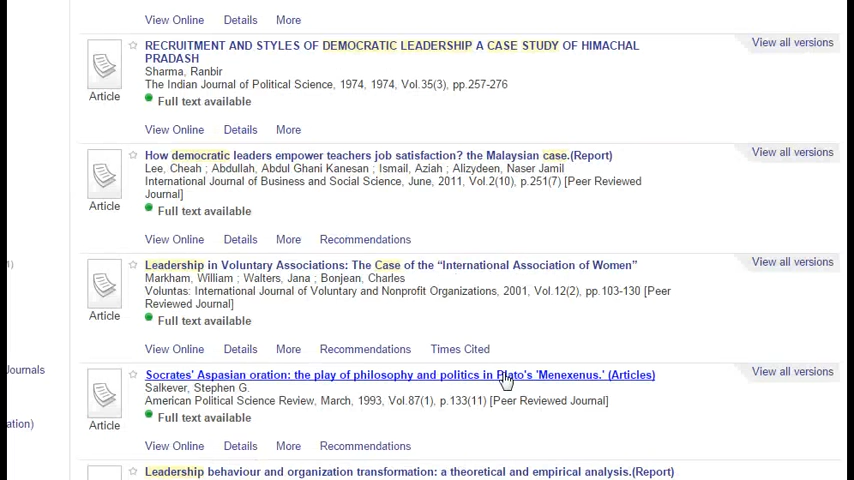 View Online Details More
RECRUITMENT AND STYLES OF DEMOCRATIC LEADERSHIP A CASE STUDY OF HIMACHAL
PRADASH
View all versions
Sharma, Ranbir
The Indian Journal of Political Science, 1974, 1974, Vol.35(3), pp.257-276
Article
Full text available
View Online Details More
How democratic leaders empower teachers job satisfaction? the Malaysian case.(Report)
View all versions
Lee, Cheah ; Abdullah, Abdul Ghani Kanesan ; Ismail, Aziah ; Alizydeen, Naser Jamil
International Journal of Business and Social Science, June, 2011, Vol.2(10), p.251(7) [Peer Reviewed
Journal]
Article
Full text available
View Online Details More Recommendations
Leadership in Voluntary Associations: The Case of the “International Association of Women”
View all versions
Markham, William ; Walters, Jana ; Bonjean, Charles
Voluntas: International Journal of Voluntary and Nonprofit Organizations, 2001, Vol.12(2), pp.103-130 [Peer
Reviewed Journal]
Article
Full text available
View Online Details More Recommendations Times Cited
Journals
Socrates' Aspasian oration: the play of philosophy and politics in Plato's 'Menexenus.' (Articles)
View all versions
Salkever, Stephen G.
American Political Science Review, March, 1993, Vol.87(1), p.133(11) [Peer Reviewed Journal]
Article
Full text available
ation)
View Online Details More Recommendations
Leadership behaviour and organization transformation: a theoretical and empirical analysis.(Report)